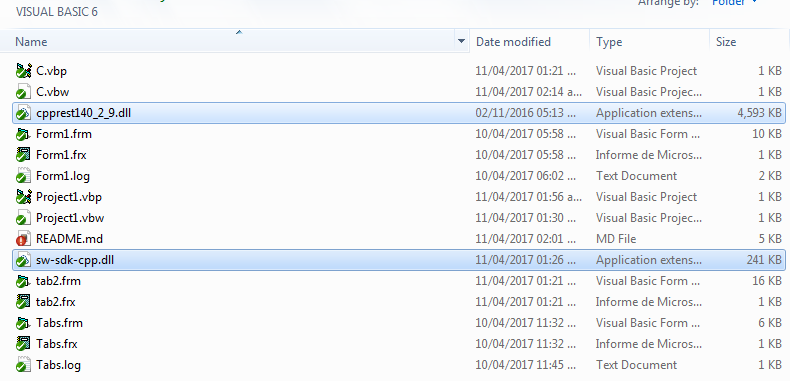 Arrange by: Folder
VISUAL BASIC 6
Name Date modified Type Size
C.vbp 11/04/2017 01:21 ... Visual Basic Project 1 KB
C.vbw 11/04/2017 02:14 a... Visual Basic Projec... 1 KB
cpprest140_2_9.dll 02/11/2016 05:13 ... Application extens... 4,593 KB
Form1.frm 10/04/2017 05:58 ... Visual Basic Form ... 10 KB
Form1.frx 10/04/2017 05:58 ... Informe de Micros... 1 KB
Form1.log 10/04/2017 06:02 ... Text Document 2 KB
Project1.vbp 11/04/2017 01:56 a... Visual Basic Project 1 KB
Project1.vbw 11/04/2017 01:30 ... Visual Basic Projec... 1 KB
README.md 11/04/2017 02:01 ... MD File 5 KB
sw-sdk-cpp.dll 11/04/2017 01:26 ... Application extens... 241 KB
tab2.frm 11/04/2017 01:21 ... Visual Basic Form ... 16 KB
tab2.frx 11/04/2017 01:21 ... Informe de Micros... 1 KB
Tabs.frm 10/04/2017 11:32 ... Visual Basic Form ... 6 KB
Tabs.frx 10/04/2017 11:32 ... Informe de Micros... 1 KB
Tabs.log 10/04/2017 11:45 ... Text Document 1 KB